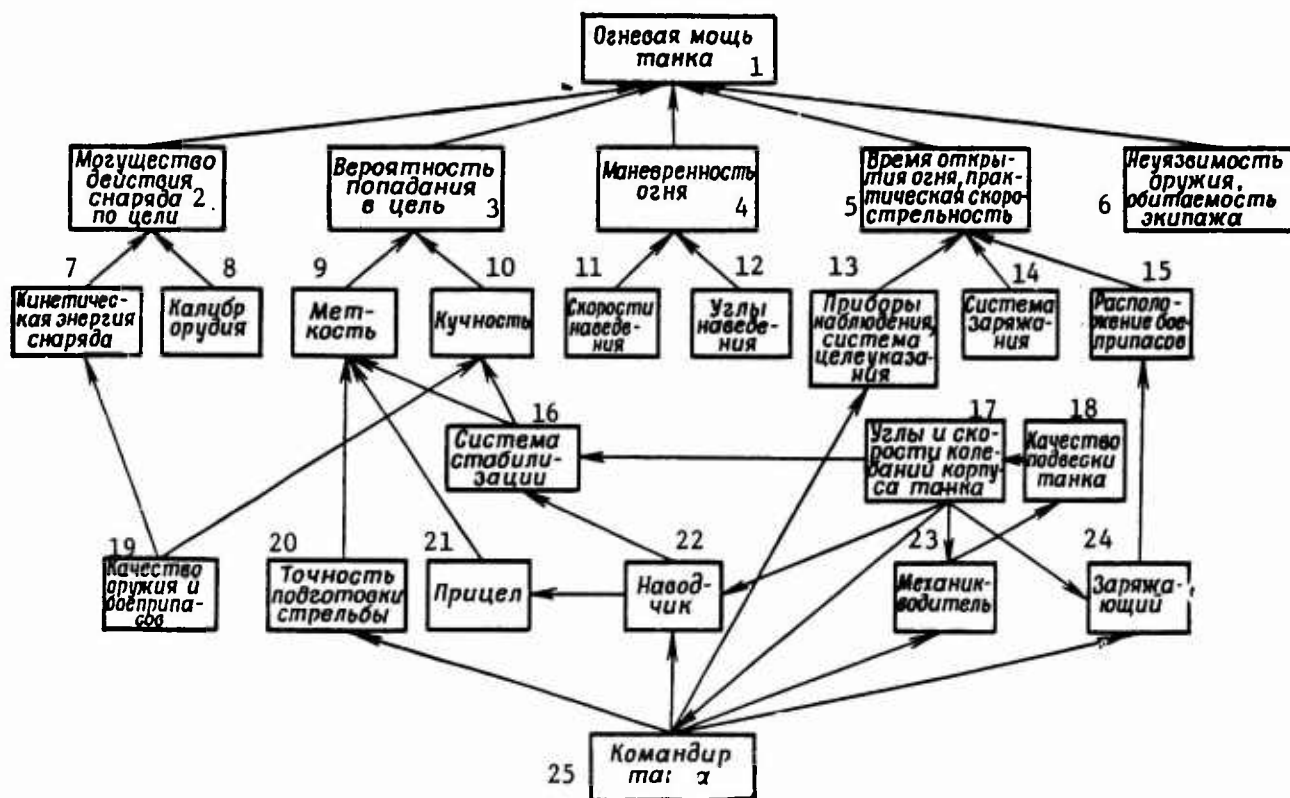 Огневая мощь
танка 1
Могущество
действия
снаряда 2
по цели
Вероятность
попадания
в цель 3
Маневренность
огня 4
Время откры-
тия огня, прак-
тическая скоро-
стрельность
5
Неуязвимость
оружия,
обитаемость
экипажа
6
7
Кинетичес-
кая энергия
снаряда
8
Калибр
орудия
9
Мет-
кость
10
Кучность
11
Скорости
наведе-
ния
12
Углы
наведе-
ния
13
Приборы
наблюдения,
система
целеуказа-
ния
14
Система
заряжа-
ния
15
Располо-
жение бое-
припасов
16
Система
стабили-
зации
17
Углы и ско-
рости коле-
баний корпу-
са танка
18
Качество
подвески
танка
19
Качество
оружия и
боеприпа-
сов
20
Точность
подготовки
стрельбы
21
Прицел
22
Навод-
чик
23
Механик-
водитель
24
Заряжа-
ющий
25
Командир